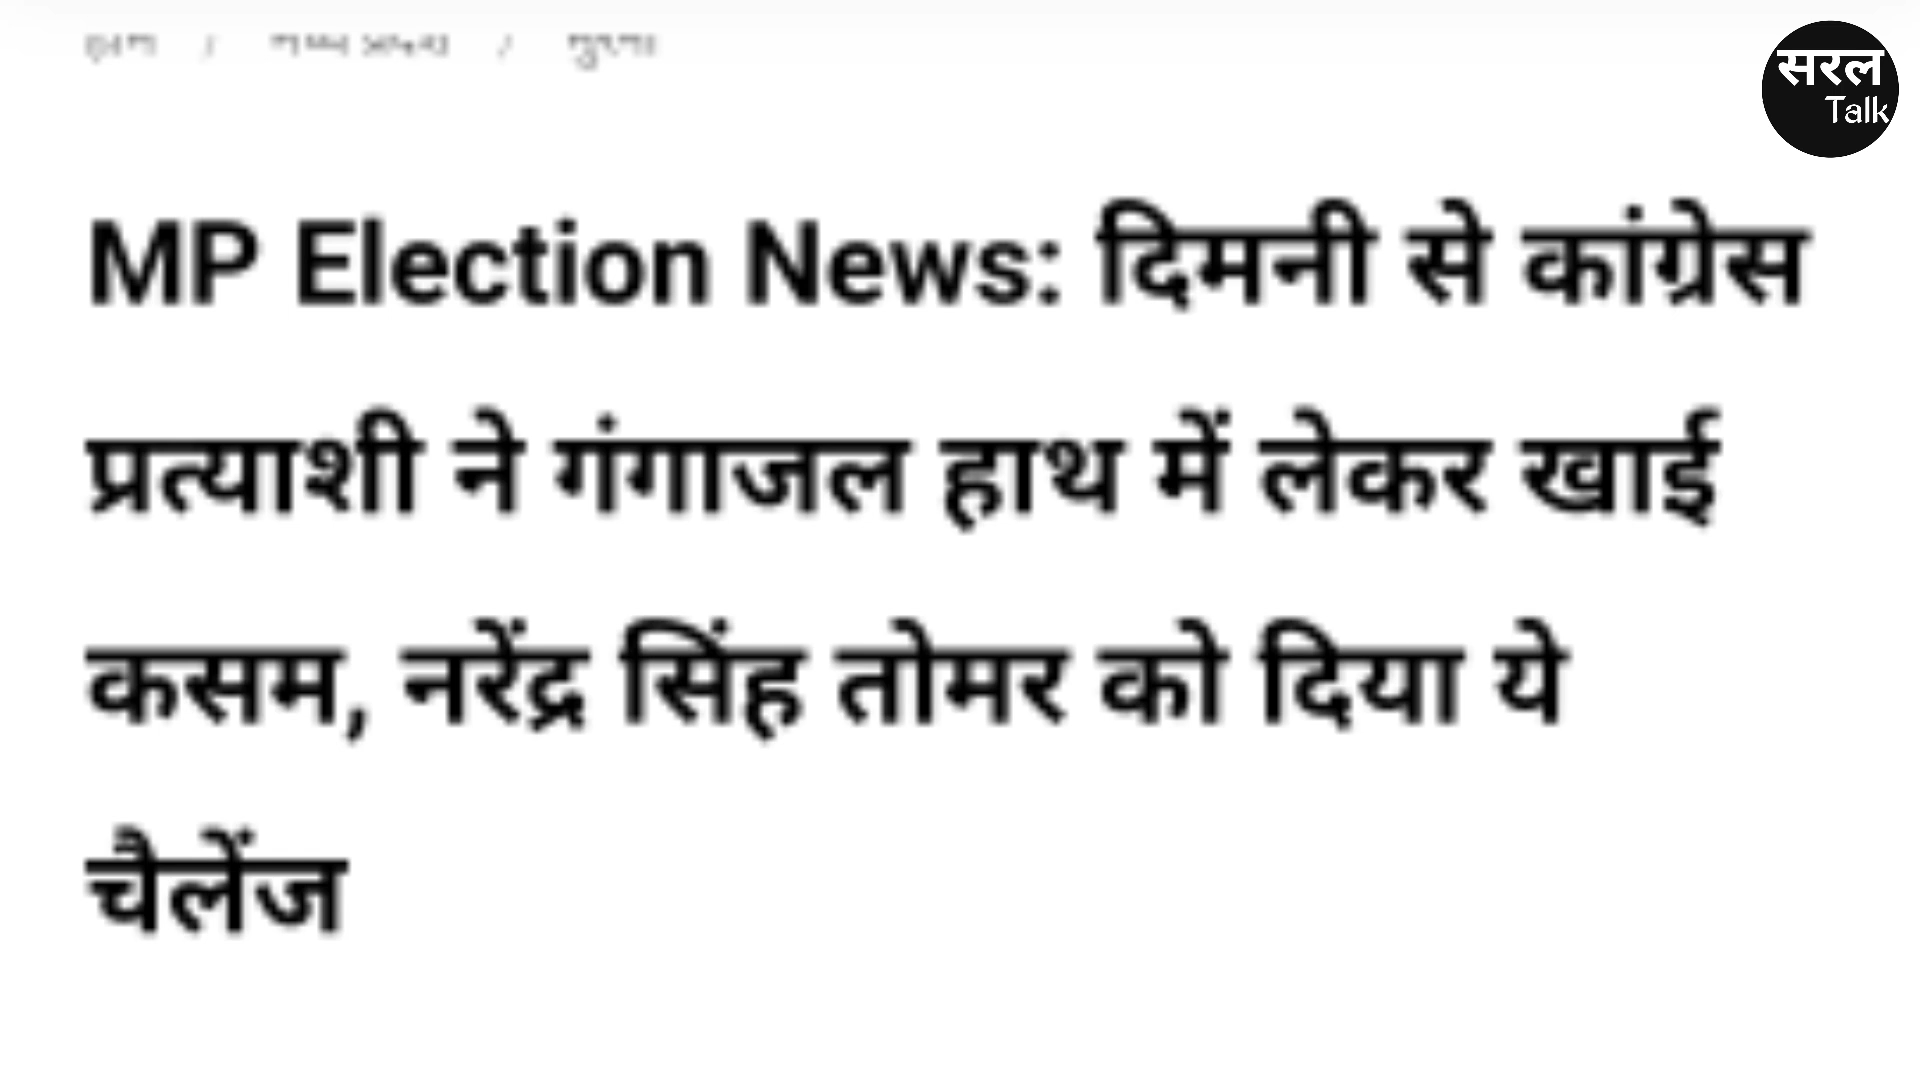 सरल
Talk
MP Election News: दिमनी से कांग्रेस
प्रत्याशी ने गंगाजल हाथ में लेकर खाई
कसम, नरेंद्र सिंह तोमर को दिया ये
चैलेंज